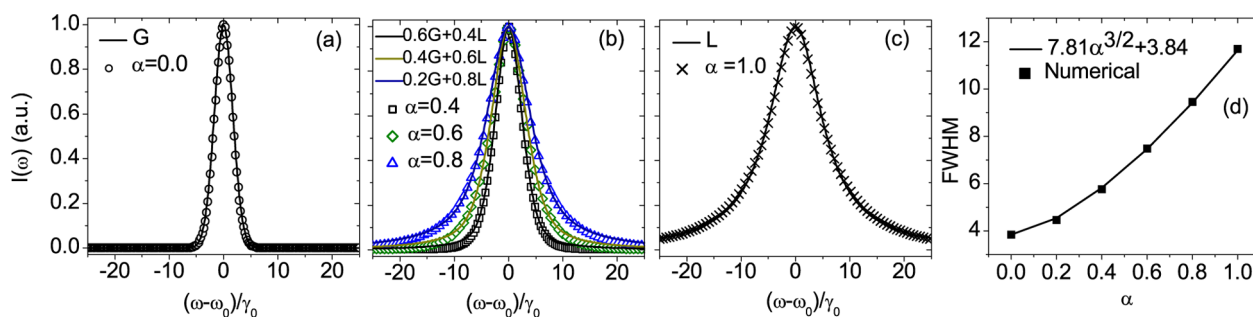 (a)
G
α=0.0
I(ω) (a.u.)
1.0
0.8
0.6
0.4
0.2
0.0
-20 0 20
(ω-ω₀)/γ₀
(b)
0.6G+0.4L
0.4G+0.6L
0.2G+0.8L
α=0.4
α=0.6
α=0.8
-20 -10 0 10 20
(ω-ω₀)/γ₀
(c)
L
α=1.0
-20 -10 0 10 20
(ω-ω₀)/γ₀
7.81α^3/2+3.84
Numerical
(d)
FWHM
12
10
8
6
4
0.0 0.2 0.4 0.6 0.8 1.0
α